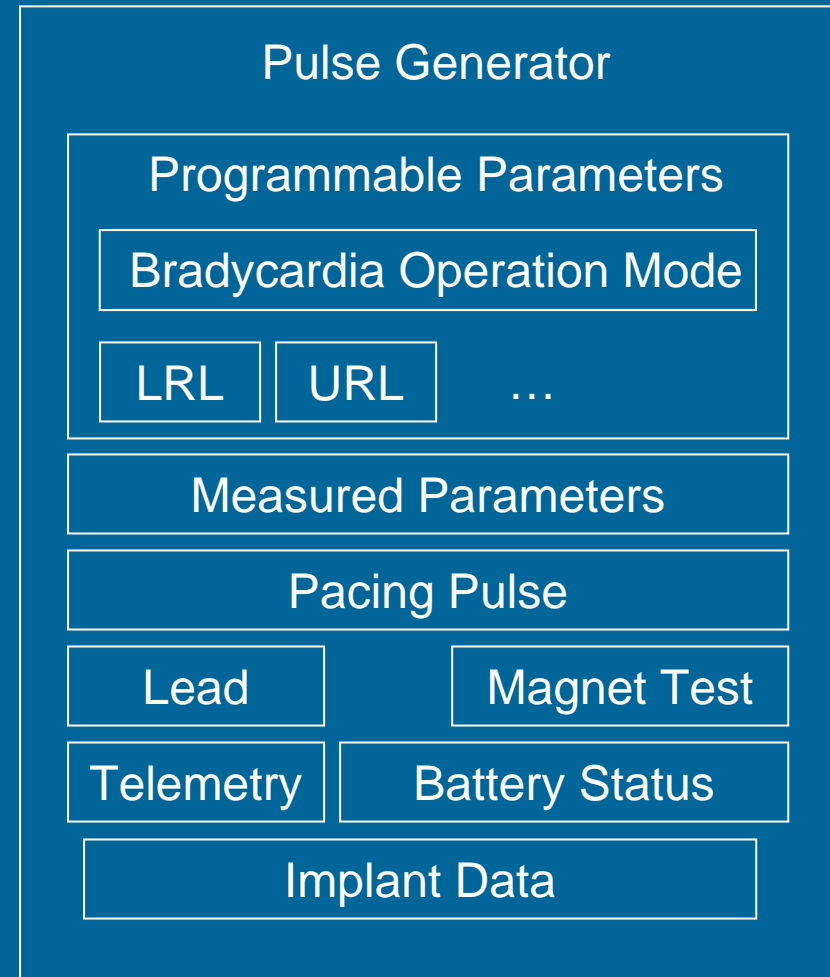 Pulse Generator
Programmable Parameters
Bradycardia Operation Mode
LRL URL …
Measured Parameters
Pacing Pulse
Lead Magnet Test
Telemetry Battery Status
Implant Data